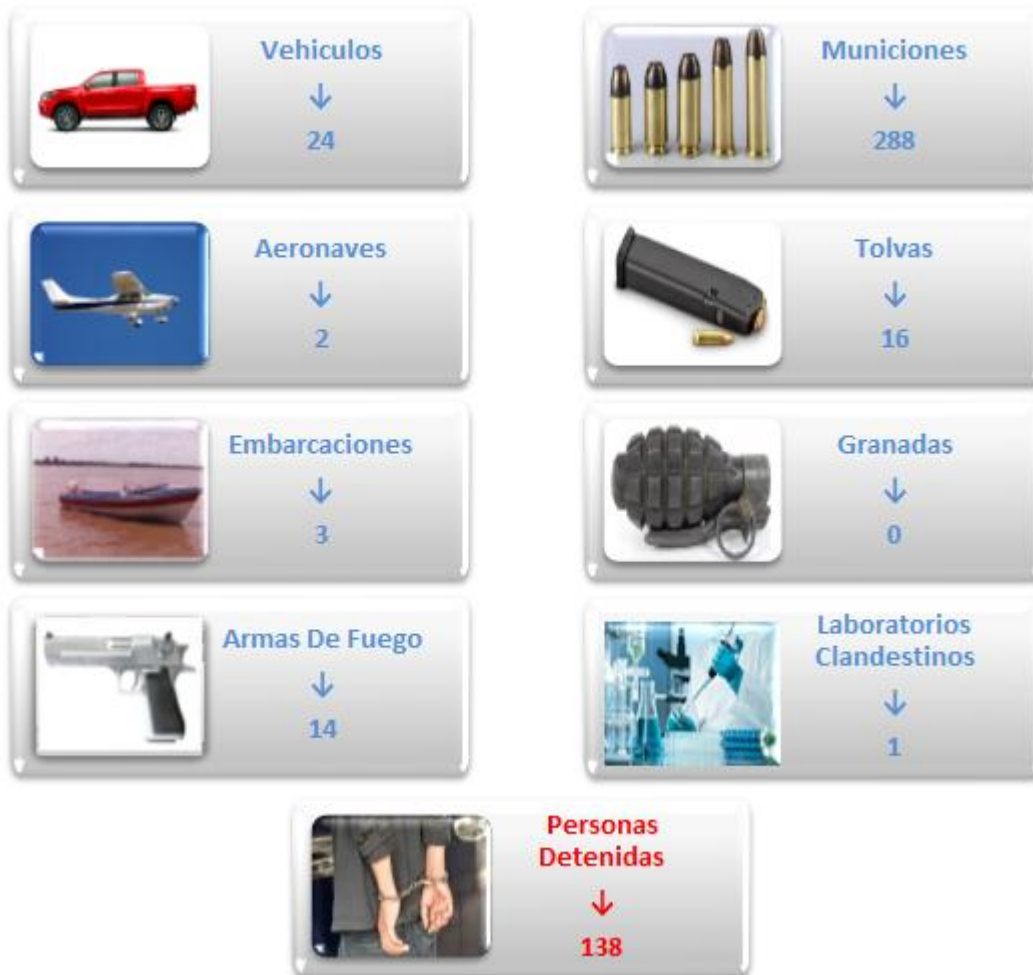 Vehiculos
↓
24
Municiones
↓
288
Aeronaves
↓
2
Tolvas
↓
16
Embarcaciones
↓
3
Granadas
↓
0
Armas De Fuego
↓
14
Laboratorios
Clandestinos
↓
1
Personas
Detenidas
↓
138